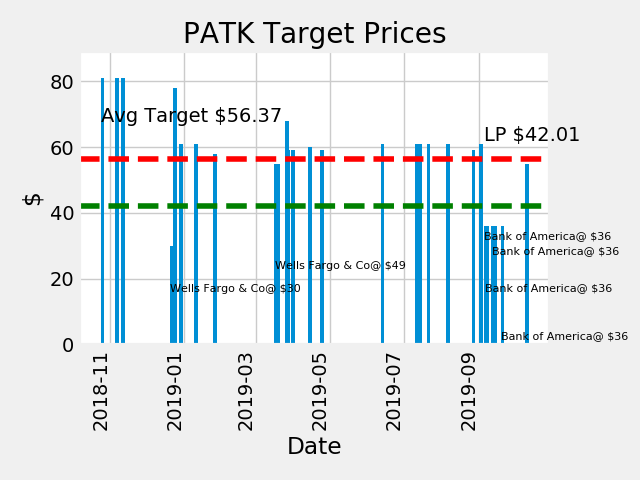 PATK Target Prices
80
60
40
20
0
$
Avg Target $56.37
LP $42.01
Bank of America@ $36
Bank of America@ $36
Wells Fargo & Co@ $49
Wells Fargo & Co@ $30
Bank of America@ $36
Bank of America@ $36
2018-11
2019-01
2019-03
2019-05
2019-07
2019-09
Date